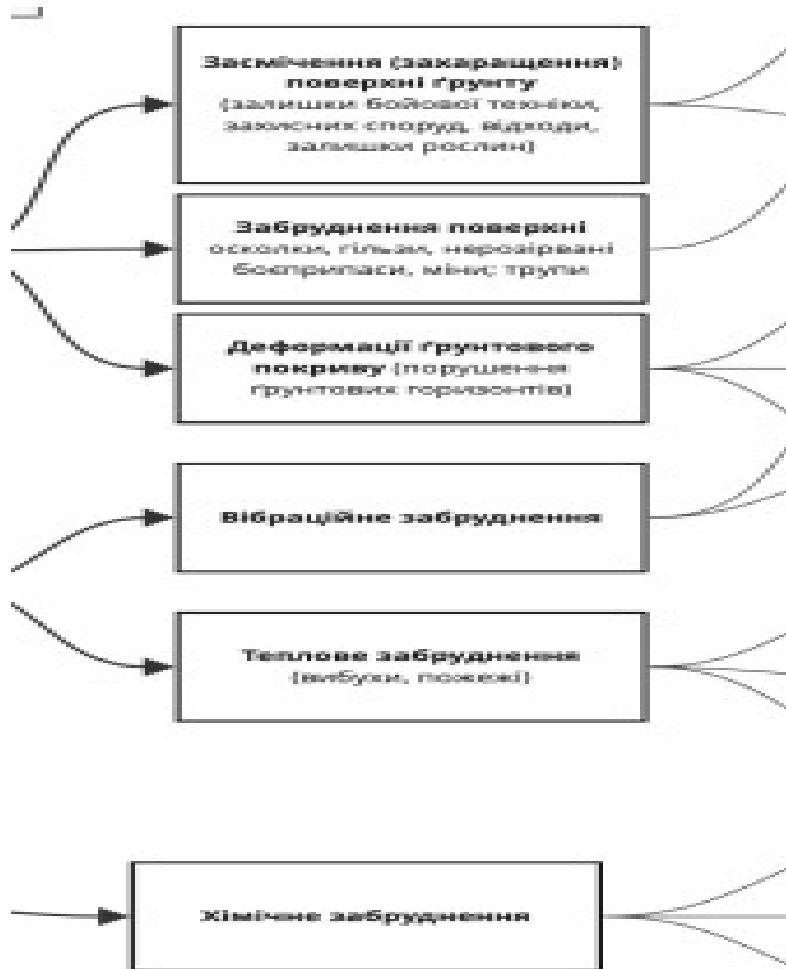 Засмічення (захаращення)
поверхні ґрунту
(залишки бойової техніки,
захисних споруд, відходи,
залишки рослин)
Забруднення поверхні
осколки, гільзи, нерозірвані
боєприпаси, міни; трупи
Деформації ґрунтового
покриву (порушення
ґрунтових горизонтів)
Вібраційне забруднення
Теплове забруднення
(вибухи, пожежі)
Хімічне забруднення